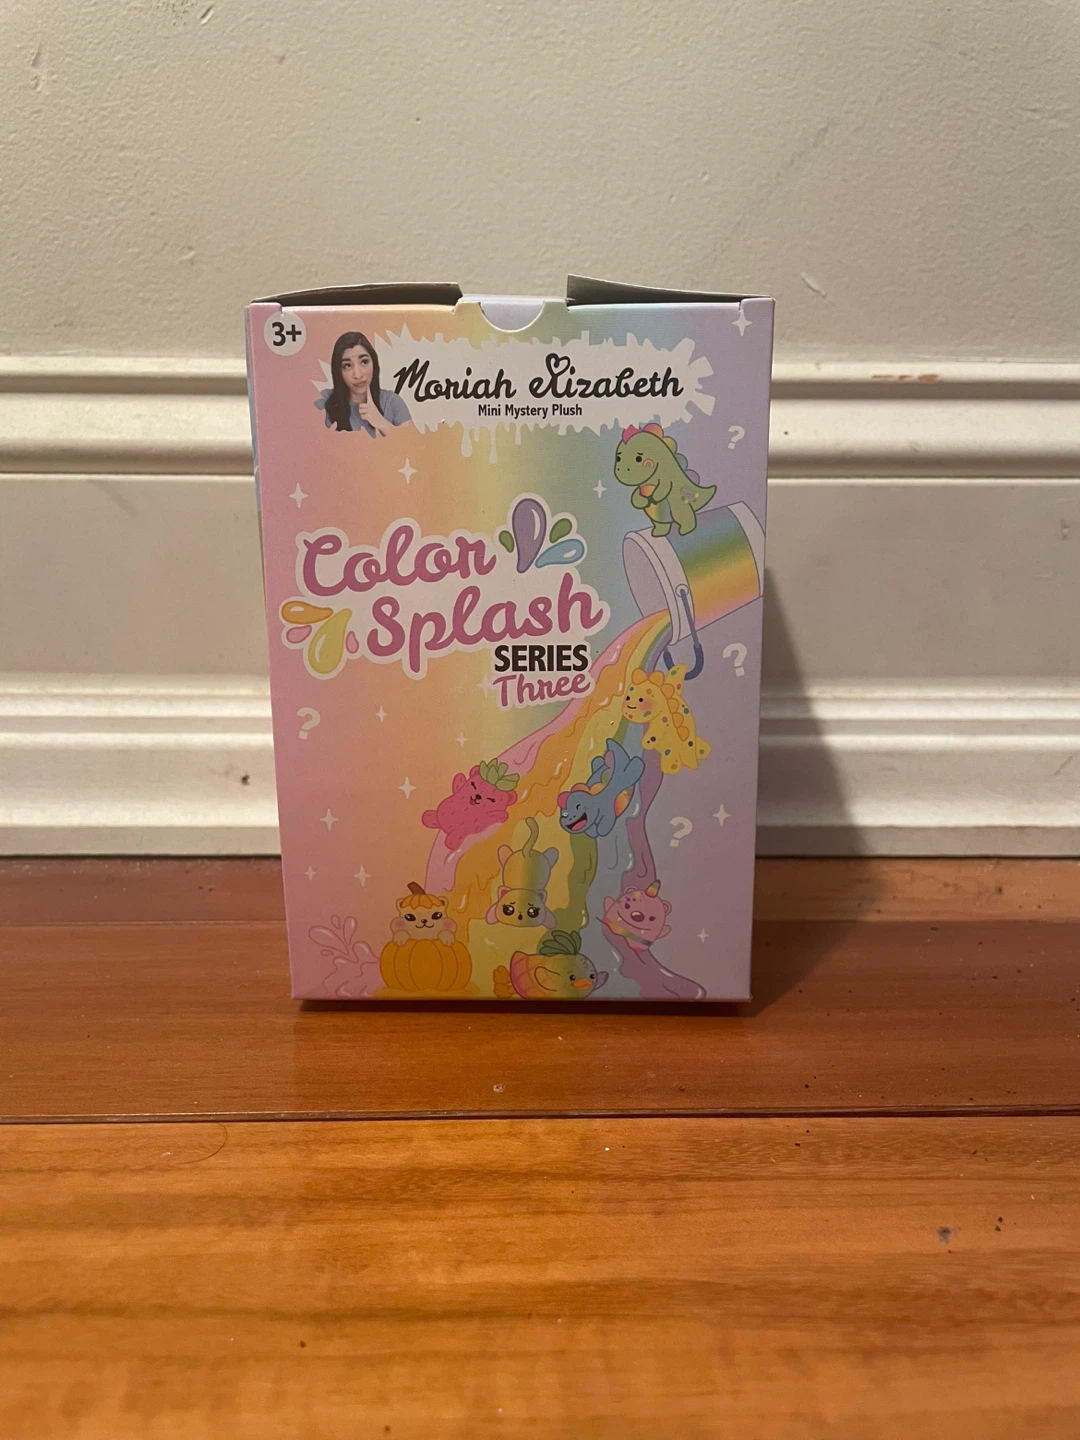 3+
Moriah Elizabeth
Mini Mystery Plush
?
Color
Splash
SERIES
Three
?
?
?